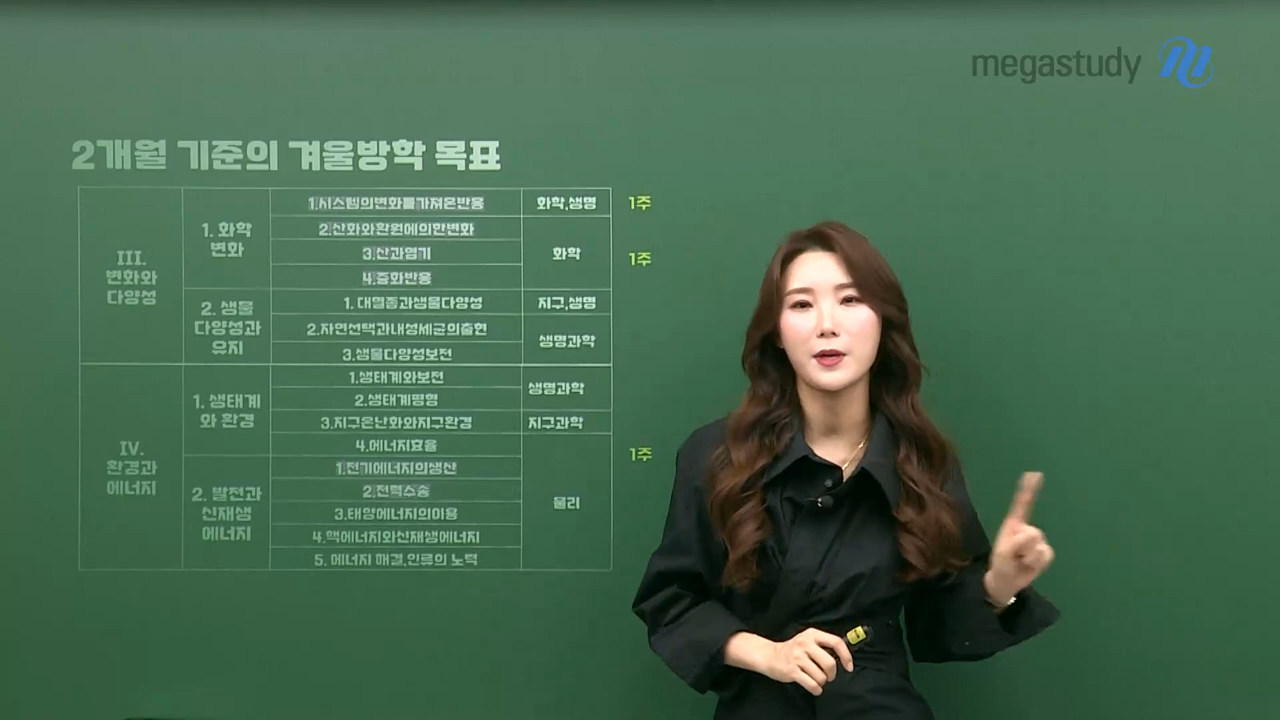 megastudy
2개월 기준의 겨울방학 목표
III.
변화와
다양성
1. 화학
변화
1.시스템의변화를가져온반응
화학,생명
1주
2.산화와환원에의한변화
3.산과염기
4.중화반응
화학
1주
2. 생물
다양성과
유지
1. 대멸종과생물다양성
지구,생명
2.자연선택과내성세균의출현
3.생물다양성보전
생명과학
IV.
환경과
에너지
1. 생태계
와 환경
1.생태계와보전
2.생태계평형
생명과학
3.지구온난화와지구환경
지구과학
4.에너지효율
1주
2. 발전과
신재생
에너지
1.전기에너지의생산
2.전력수송
3.태양에너지의이용
4.핵에너지와신재생에너지
5. 에너지 해결,인류의 노력
물리